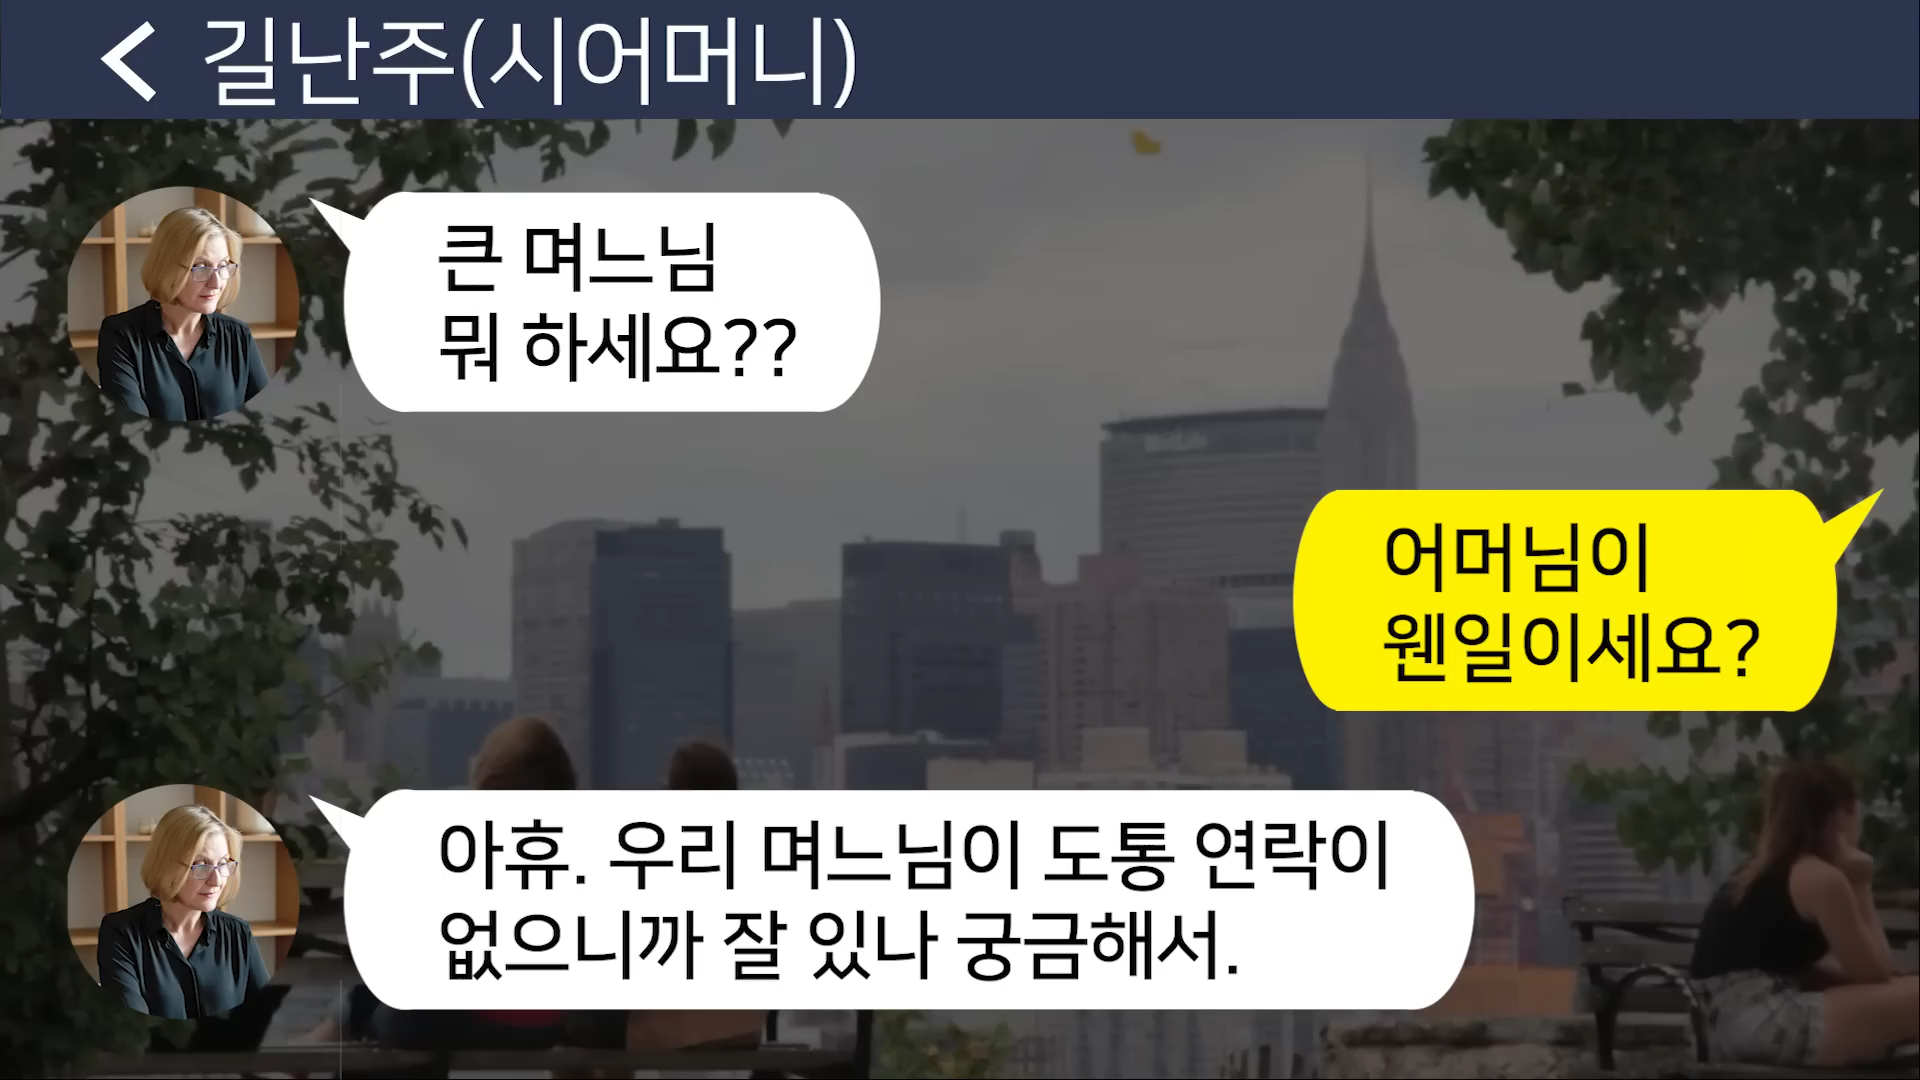 길난주(시어머니)
큰 며느님
뭐 하세요??
어머님이
웬일이세요?
아휴. 우리 며느님이 도통 연락이
없으니까 잘 있나 궁금해서.